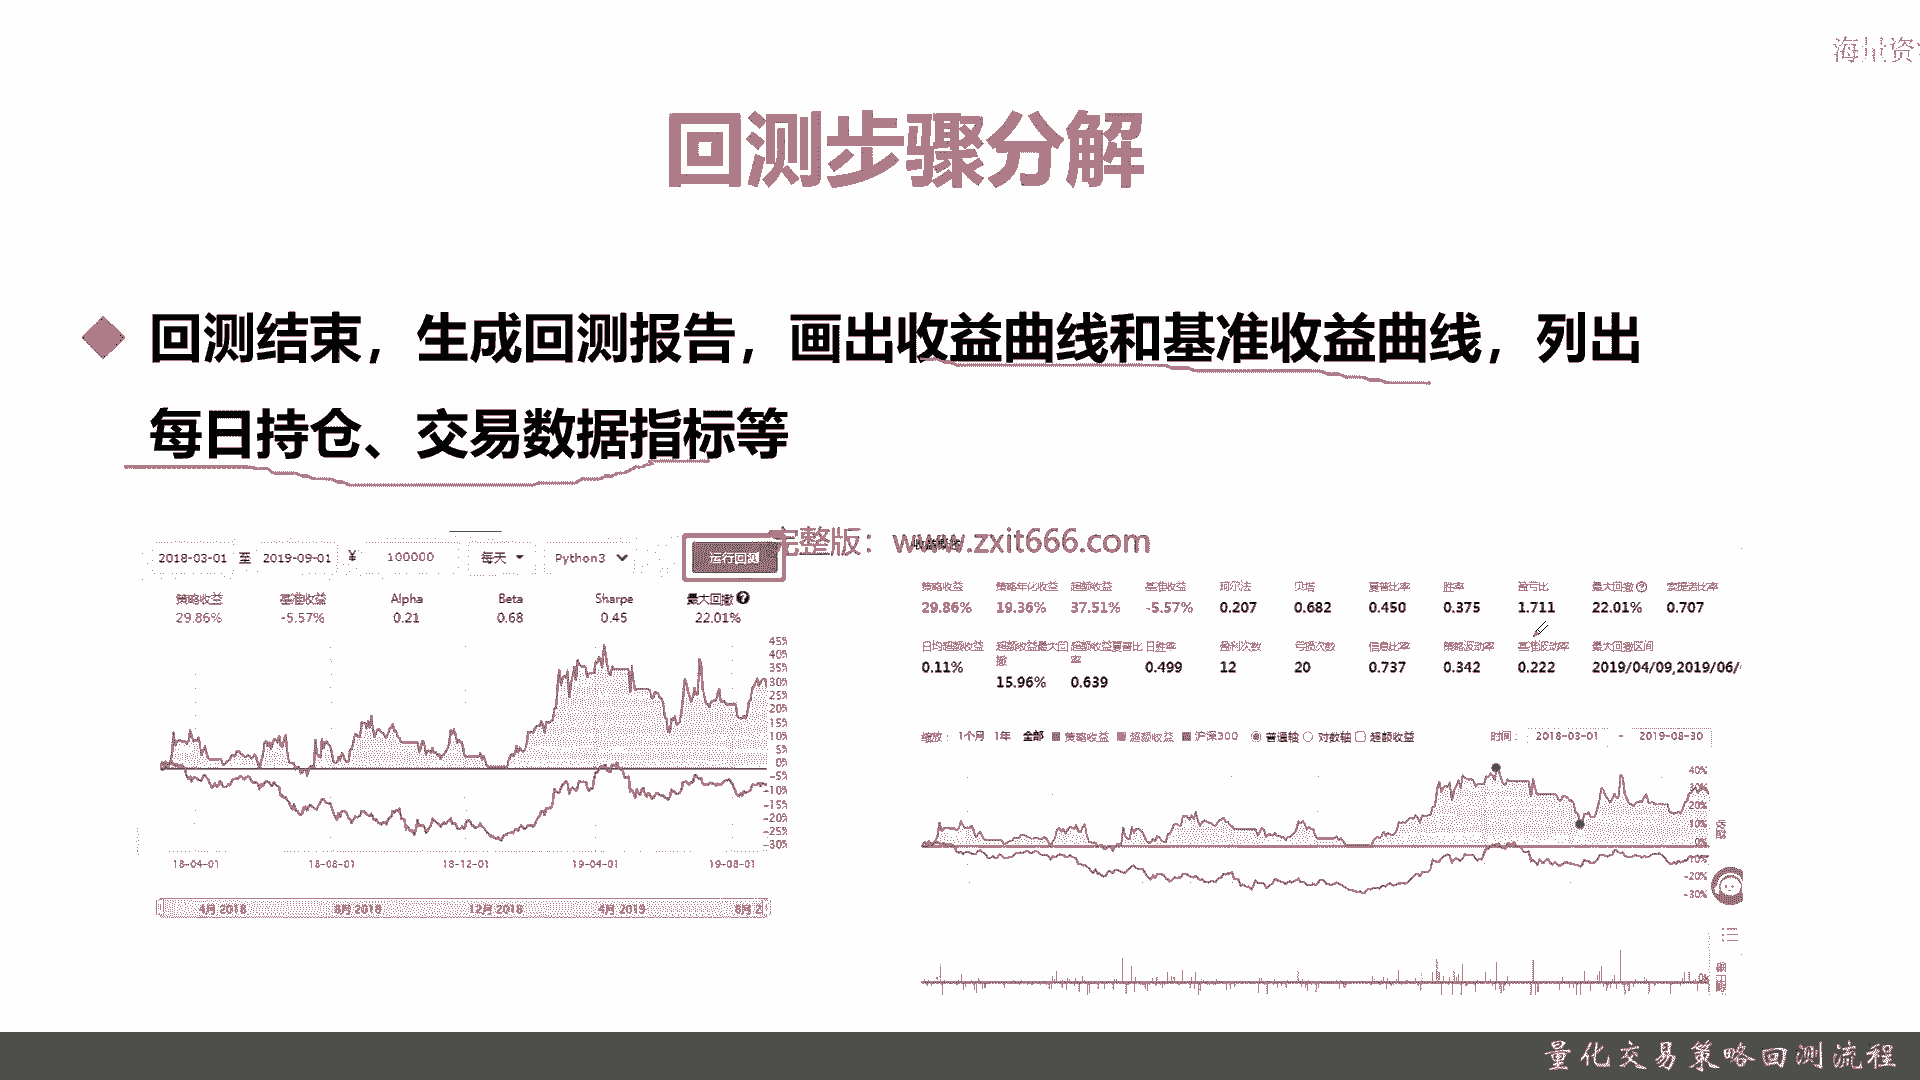 海量资
回测步骤分解
回测结束，生成回测报告，画出收益曲线和基准收益曲线，列出
每日持仓、交易数据指标等
完整版：www.zxit666.com
2018-03-01 至 2019-09-01 ¥ 100000 每天 Python3 运行回测
策略收益 基准收益 Alpha Beta Sharpe 最大回撤
29.86% -5.57% 0.21 0.68 0.45 22.01%
45%
40%
35%
30%
25%
20%
15%
10%
5%
0%
-5%
-10%
-15%
-20%
-25%
-30%
18-04-01 18-08-01 18-12-01 19-04-01 19-08-01
4月 2018 8月 2018 12月 2018 4月 2019 8月 2
策略收益 策略年化收益 超额收益 基准收益 阿尔法 贝塔 夏普比率 胜率 盈亏比 最大回撤 索提诺比率
29.86% 19.36% 37.51% -5.57% 0.207 0.682 0.450 0.375 1.711 22.01% 0.707
日均超额收益 超额收益最大回撤 超额收益夏普比率 日胜率 盈利次数 亏损次数 信息比率 策略波动率 基准波动率 最大回撤区间
0.11% 15.96% 0.639 0.499 12 20 0.737 0.342 0.222 2019/04/09,2019/06/
缩放： 1个月 1年 全部 策略收益 超额收益 沪深300 普通轴 对数轴 超额收益 时间： 2018-03-01 - 2019-08-30
40%
30%
20%
10%
0%
-10%
-20%
-30%
量化交易策略回测流程